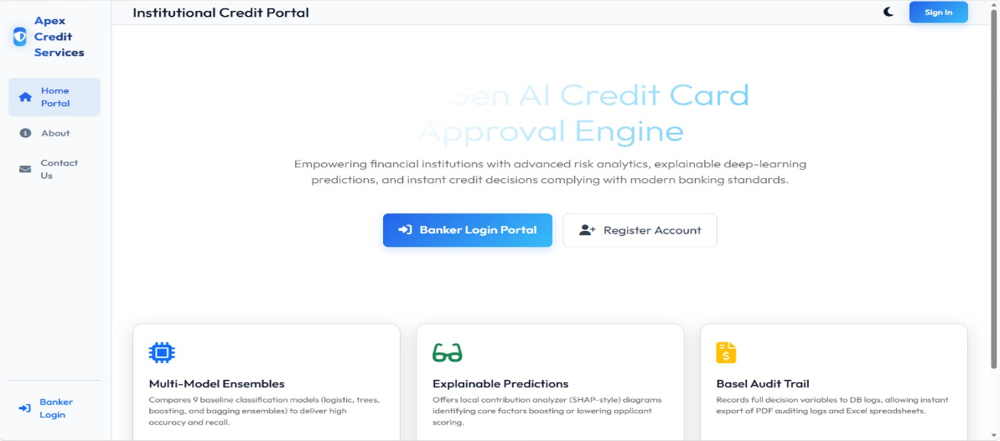 Apex
Credit
Services
Institutional Credit Portal
Sign In
Home
Portal
About
Contact
Us
Gen AI Credit Card
Approval Engine
Empowering financial institutions with advanced risk analytics, explainable deep-learning
predictions, and instant credit decisions complying with modern banking standards.
Banker Login Portal
Register Account
Multi-Model Ensembles
Compares 9 baseline classification models (logistic, trees,
boosting, and bagging ensembles) to deliver high
accuracy and recall.
Explainable Predictions
Offers local contribution analyzer (SHAP-style) diagrams
identifying core factors boosting or lowering applicant
scoring.
Basel Audit Trail
Records full decision variables to DB logs, allowing instant
export of PDF auditing logs and Excel spreadsheets.
Banker
Login